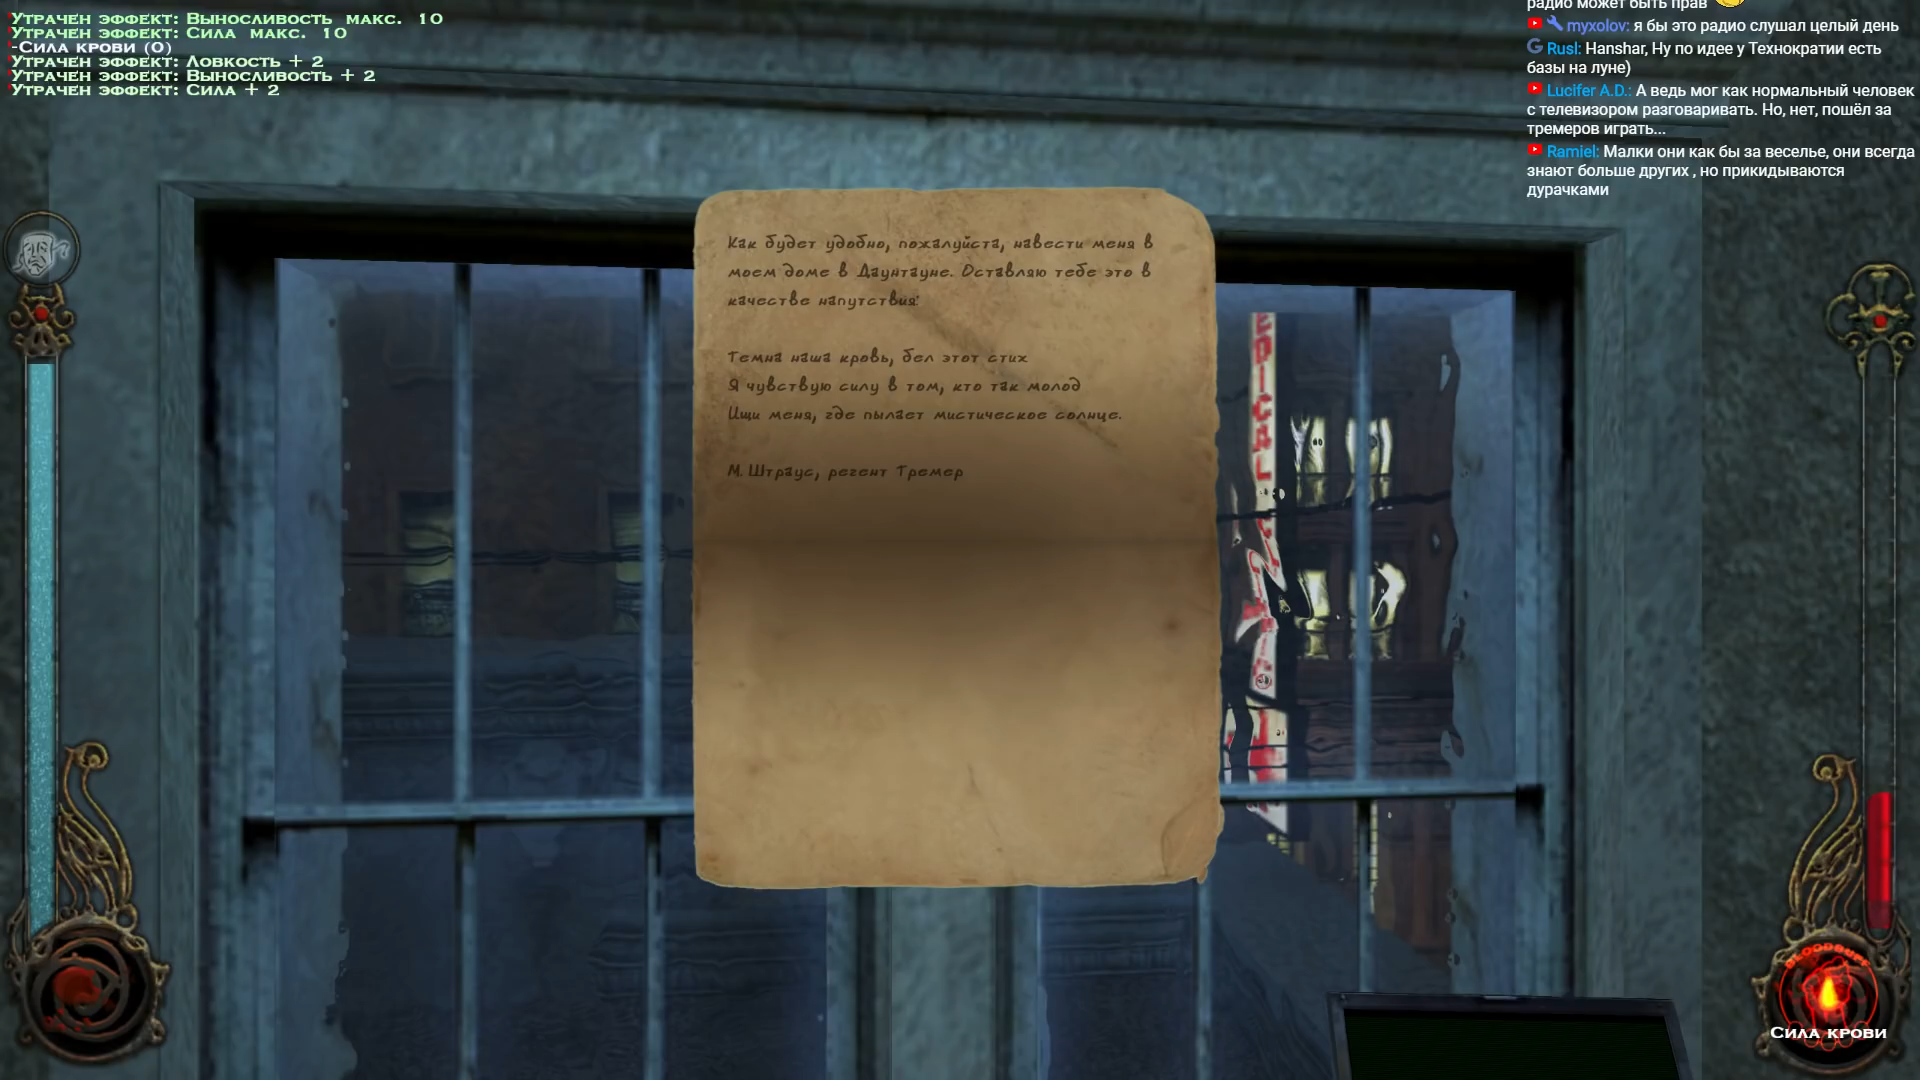 Утрачен эффект: Выносливость макс. 10
Утрачен эффект: Сила макс. 10
-Сила крови (0)
Утрачен эффект: Ловкость + 2
Утрачен эффект: Выносливость + 2
Утрачен эффект: Сила + 2
радио может быть прав
myxolov: я бы это радио слушал целый день
Rusl: Hanshar, Ну по идее у Технократии есть
базы на луне)
Lucifer A.D.: А ведь мог как нормальный человек
с телевизором разговаривать. Но, нет, пошёл за
тремеров играть...
Ramiel: Малки они как бы за веселье, они всегда
знают больше других , но прикидываются
дурачками
Как будет удобно, пожалуйста, навести меня в
моем доме в Даунтауне. Оставляю тебе это в
качестве напутствия:
Темна наша кровь, бел этот стих
Я чувствую силу в том, кто так молод
Ищи меня, где пылает мистическое солнце.
М. Штраус, регент Тремер
BLOODBUFF
Сила крови